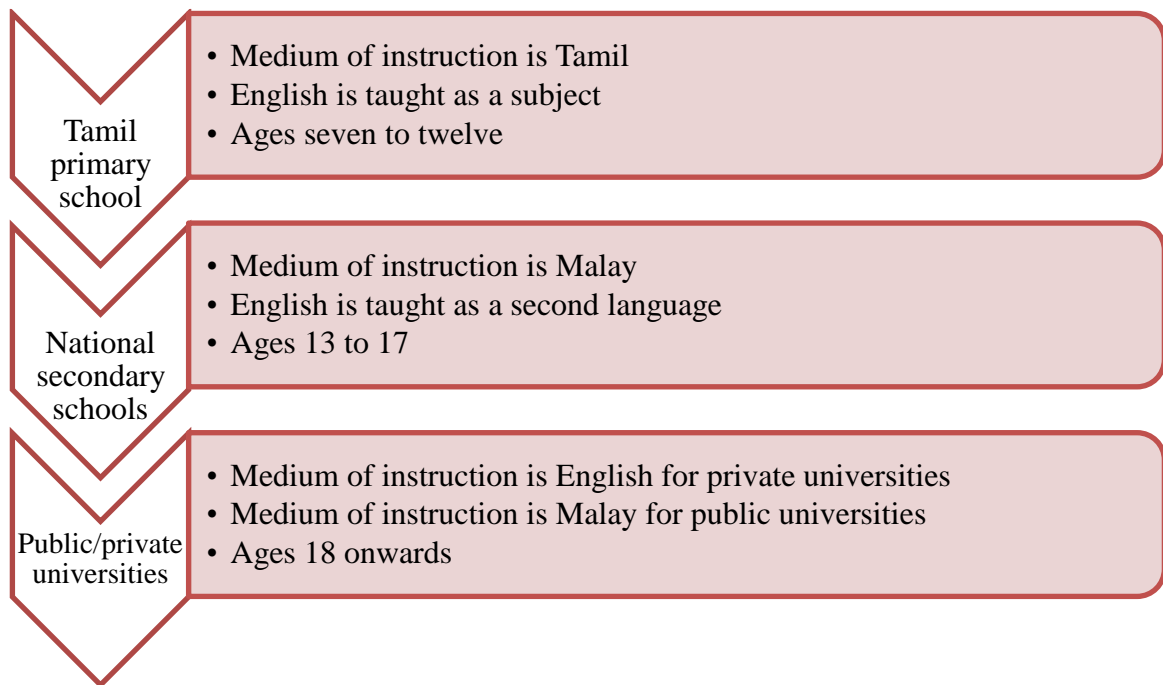 Tamil
primary
school
• Medium of instruction is Tamil
• English is taught as a subject
• Ages seven to twelve
National
secondary
schools
• Medium of instruction is Malay
• English is taught as a second language
• Ages 13 to 17
Public/private
universities
• Medium of instruction is English for private universities
• Medium of instruction is Malay for public universities
• Ages 18 onwards